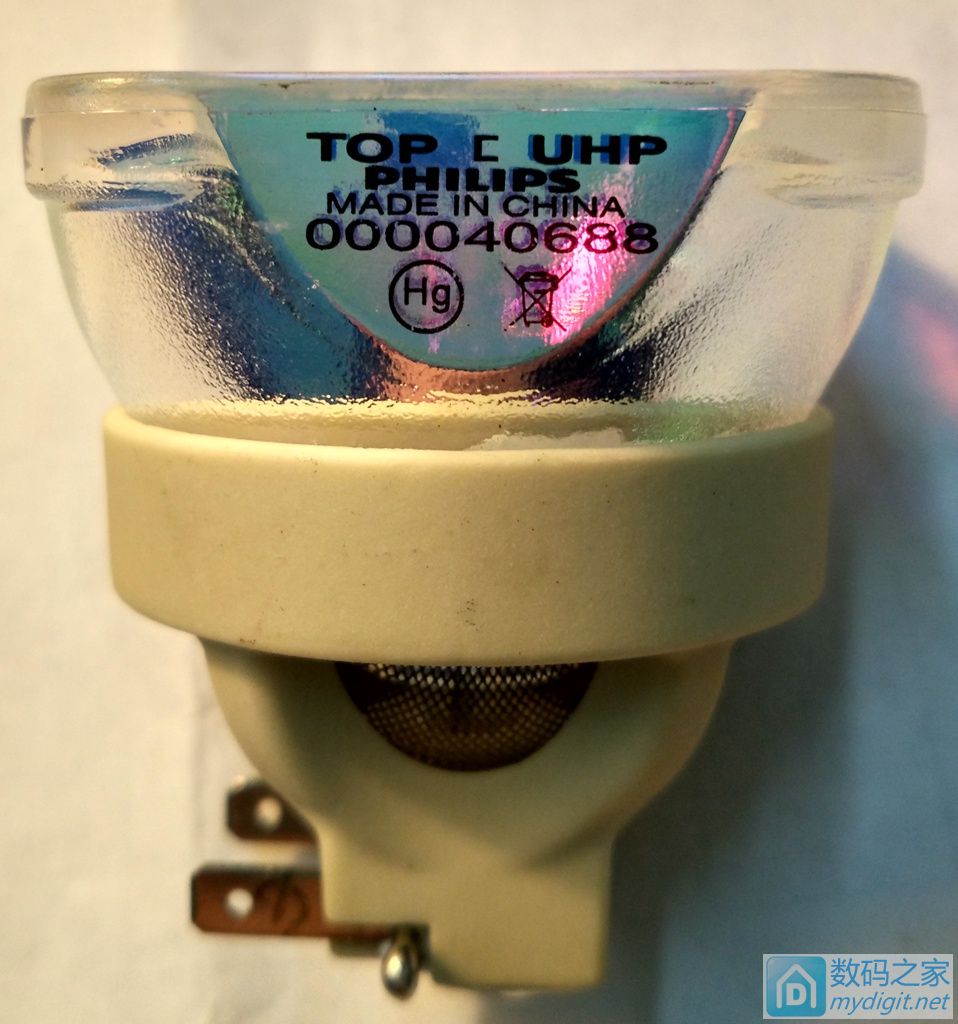 TOP ⊏ UHP
PHILIPS
MADE IN CHINA
000040688
Hg
数码之家
mydigit.net